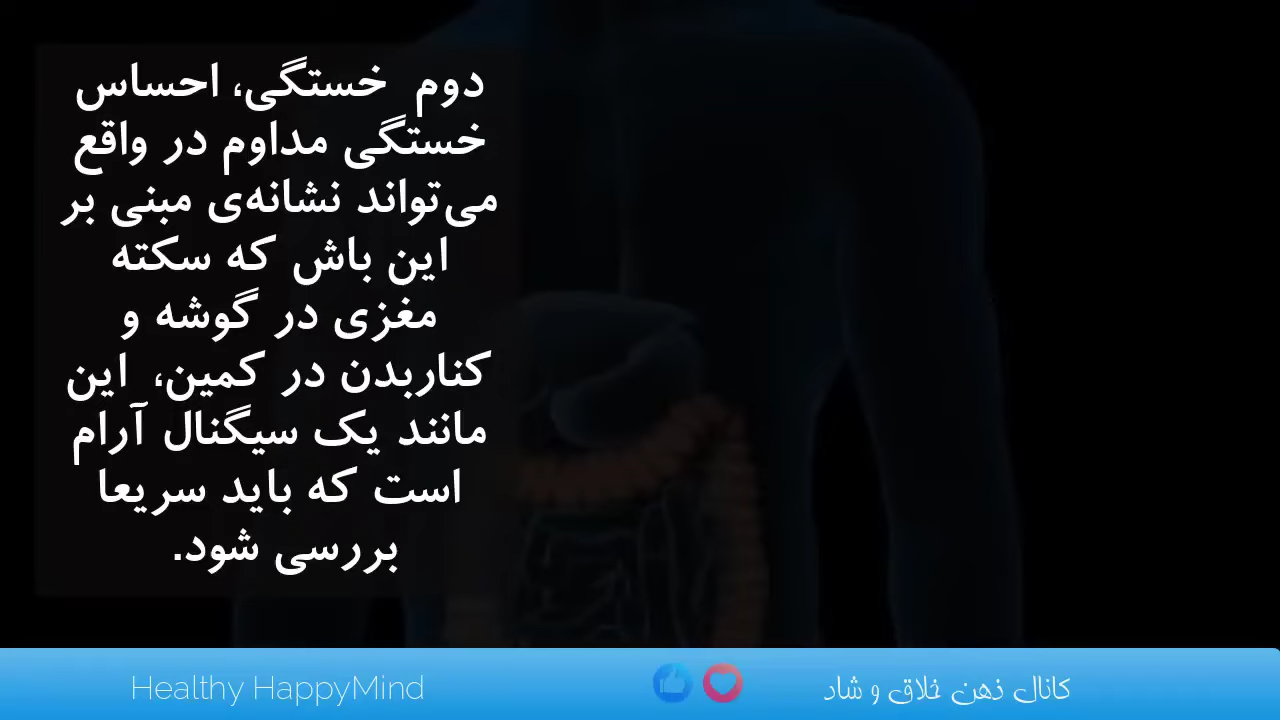 دوم خستگی، احساس
خستگی مداوم در واقع
می‌تواند نشانه‌ی مبنی بر
این باش که سکته
مغزی در گوشه و
کناربدن در کمین، این
مانند یک سیگنال آرام
است که باید سریعا
بررسی شود.
Healthy HappyMind
کانال ذهن خلاق و شاد